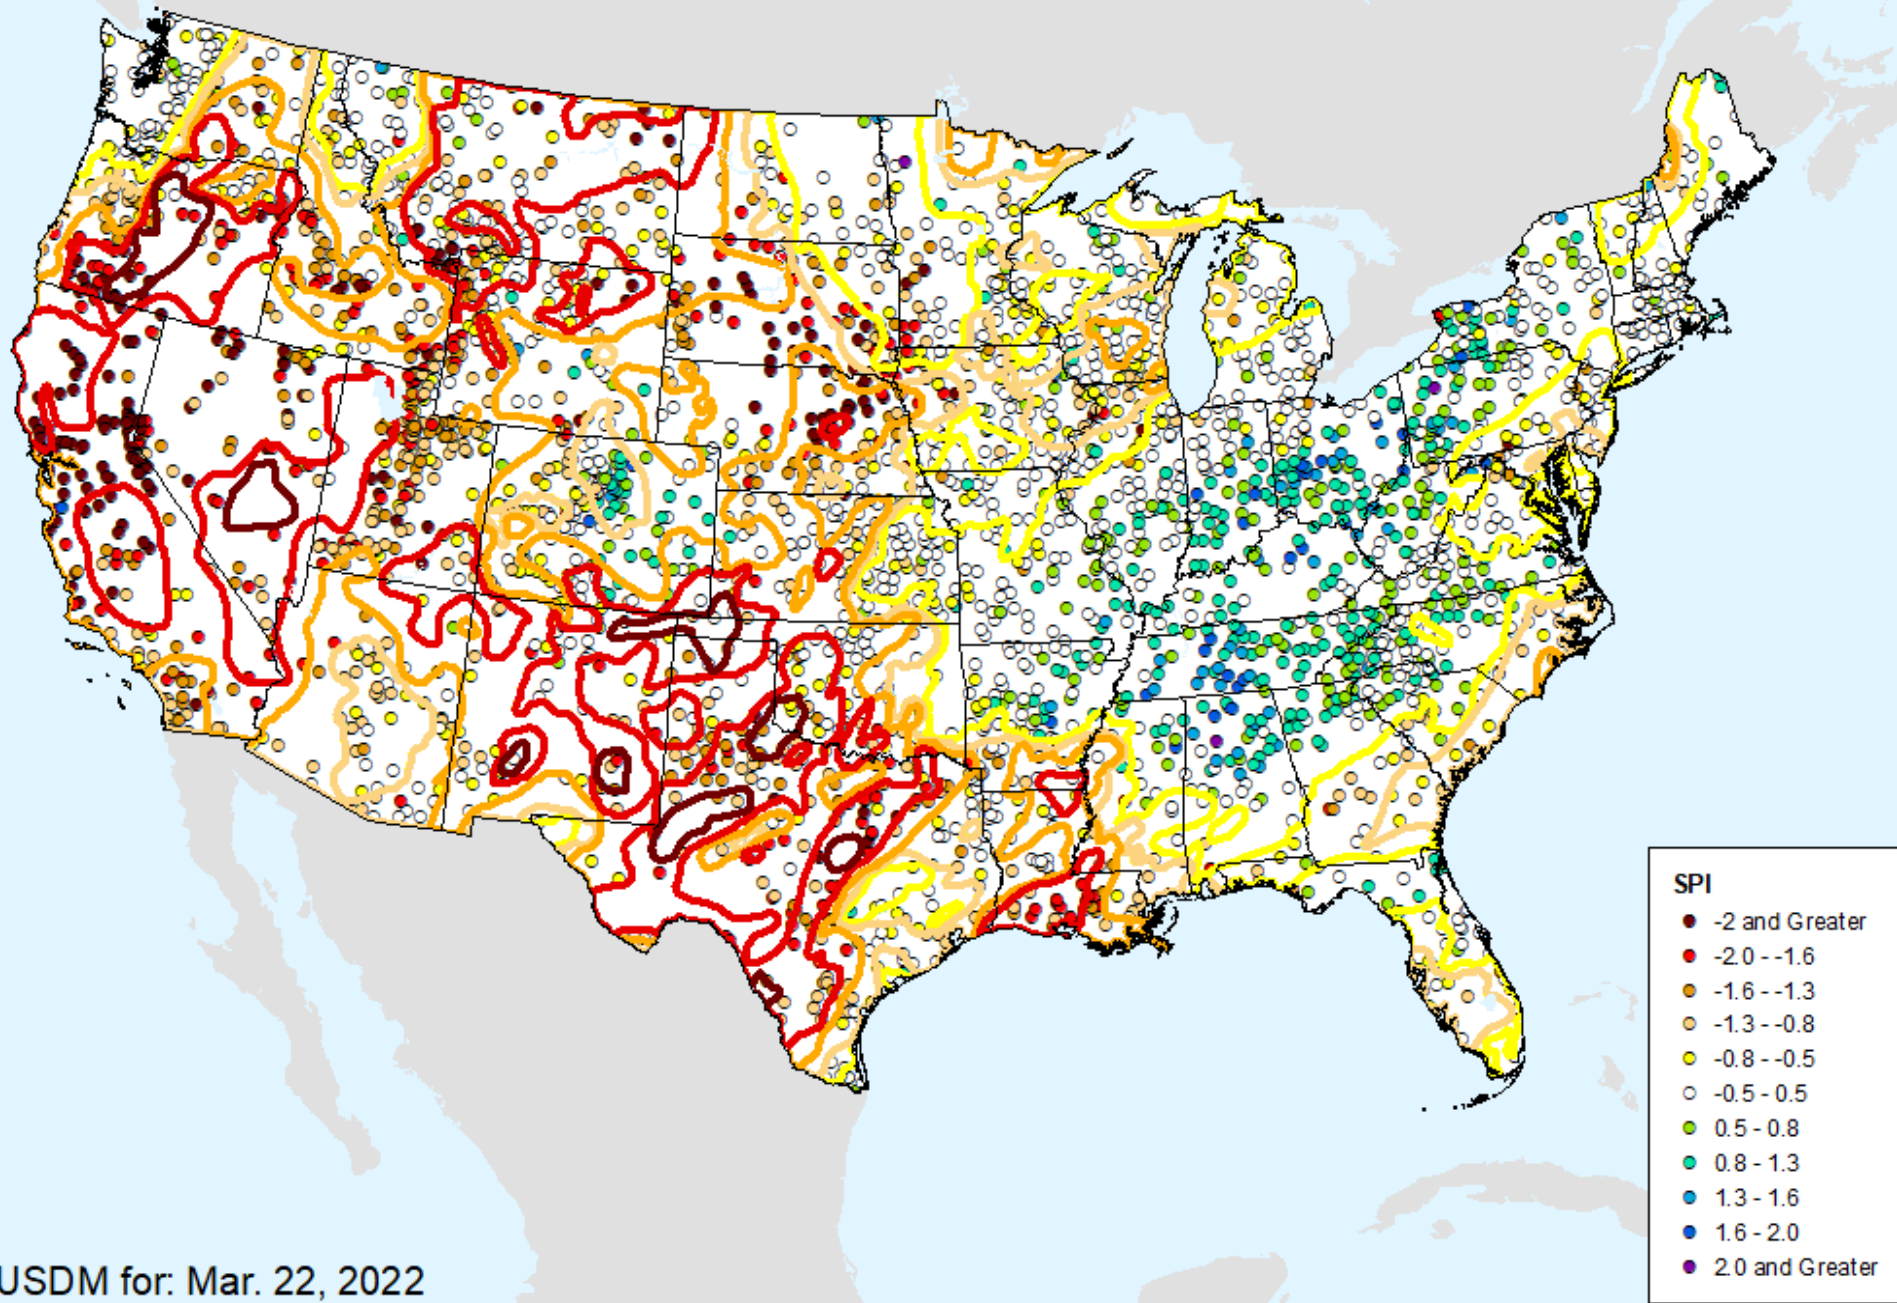 SPI
-2 and Greater
-2.0 - -1.6
-1.6 - -1.3
-1.3 - -0.8
-0.8 - -0.5
-0.5 - 0.5
0.5 - 0.8
0.8 - 1.3
1.3 - 1.6
1.6 - 2.0
2.0 and Greater
USDM for: Mar. 22, 2022